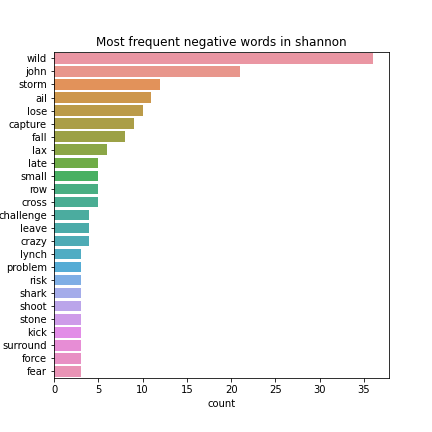 Most frequent negative words in shannon
wild
john
storm
ail
lose
capture
fall
lax
late
small
row
cross
challenge
leave
crazy
lynch
problem
risk
shark
shoot
stone
kick
surround
force
fear
0 5 10 15 20 25 30 35
count